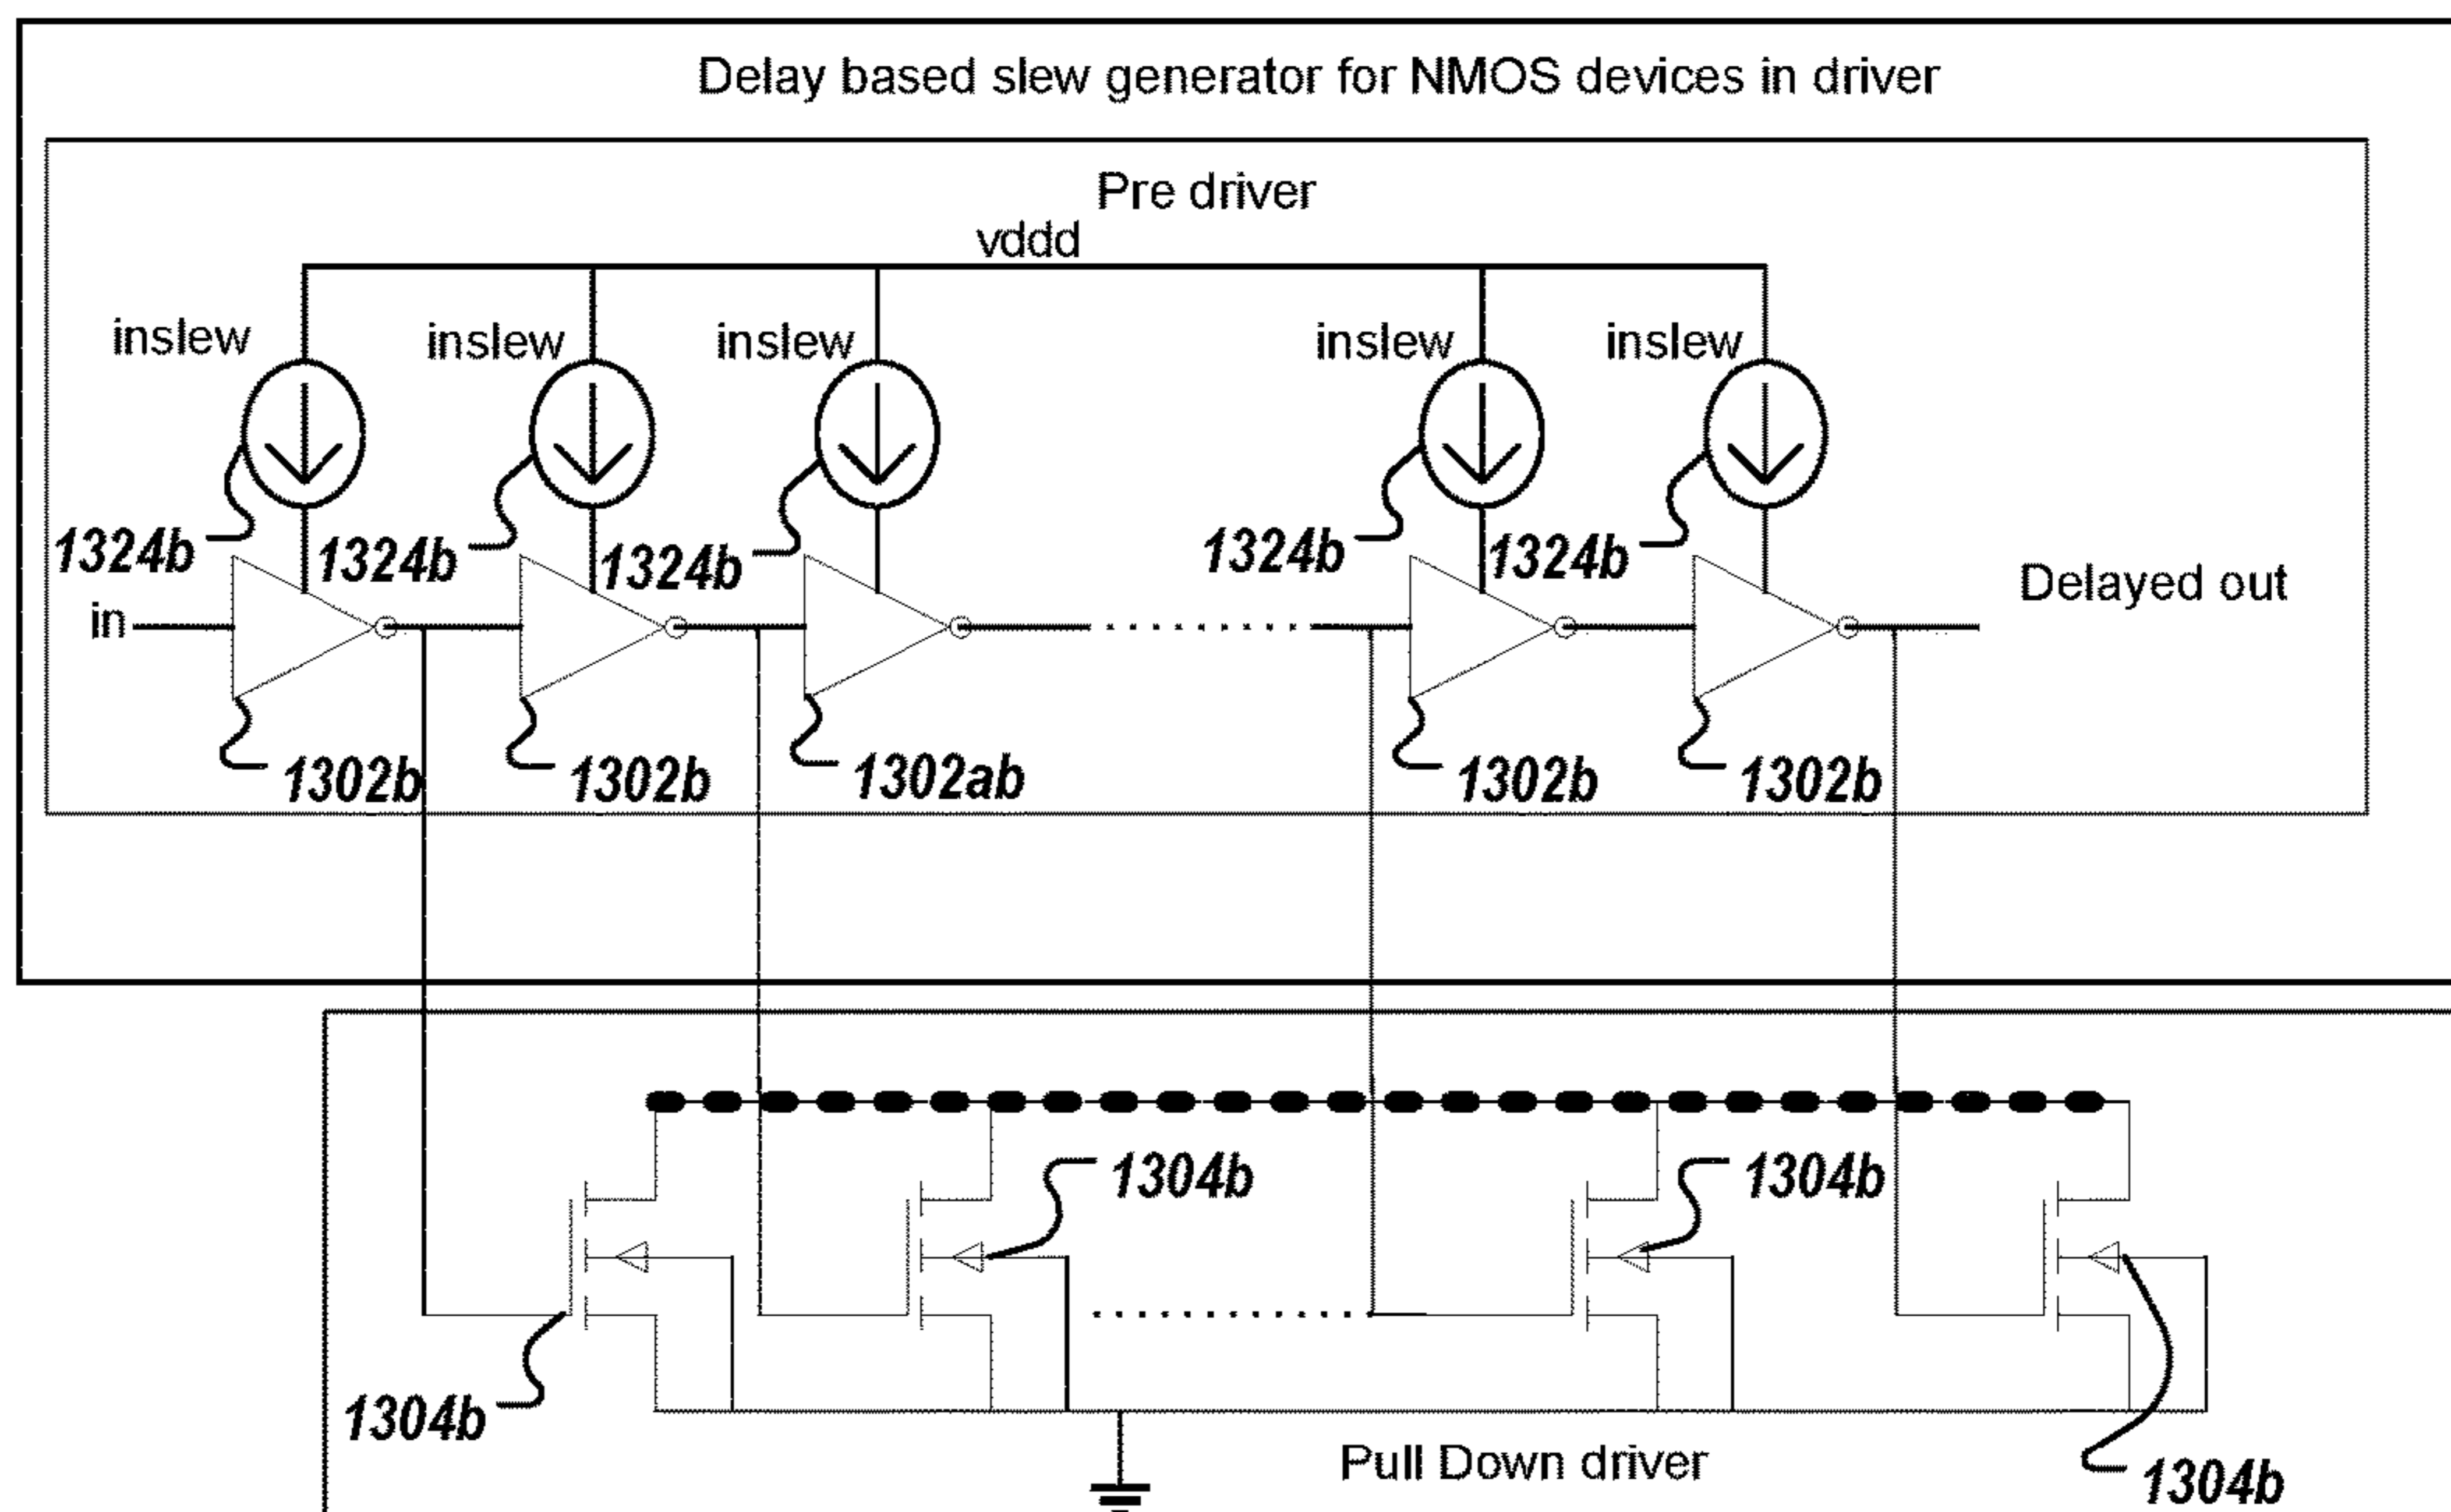 Delay based slew generator for NMOS devices in driver
Pre driver
vddd
inslew inslew inslew inslew inslew
1324b 1324b 1324b 1324b 1324b
in
Delayed out
1302b 1302b 1302ab 1302b 1302b
1304b 1304b
1304b
Pull Down driver
1304b